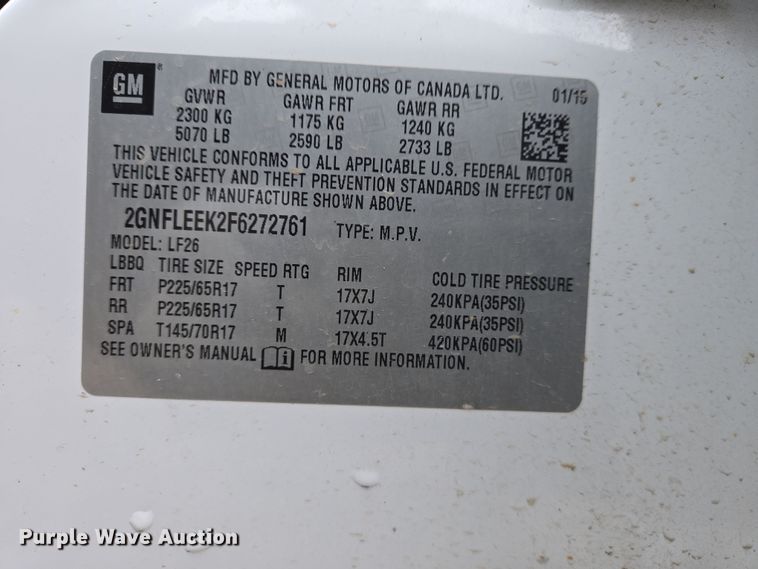 GM ® MFD BY GENERAL MOTORS OF CANADA LTD. 01/15
GVWR GAWR FRT GAWR RR
2300 KG 1175 KG 1240 KG
5070 LB 2590 LB 2733 LB
THIS VEHICLE CONFORMS TO ALL APPLICABLE U.S. FEDERAL MOTOR
VEHICLE SAFETY AND THEFT PREVENTION STANDARDS IN EFFECT ON
THE DATE OF MANUFACTURE SHOWN ABOVE.
2GNFLEEK2F6272761 TYPE: M.P.V.
MODEL: LF26
LBBQ TIRE SIZE SPEED RTG RIM COLD TIRE PRESSURE
FRT P225/65R17 T 17X7J 240KPA(35PSI)
RR P225/65R17 T 17X7J 240KPA(35PSI)
SPA T145/70R17 M 17X4.5T 420KPA(60PSI)
SEE OWNER'S MANUAL FOR MORE INFORMATION.
Purple Wave Auction